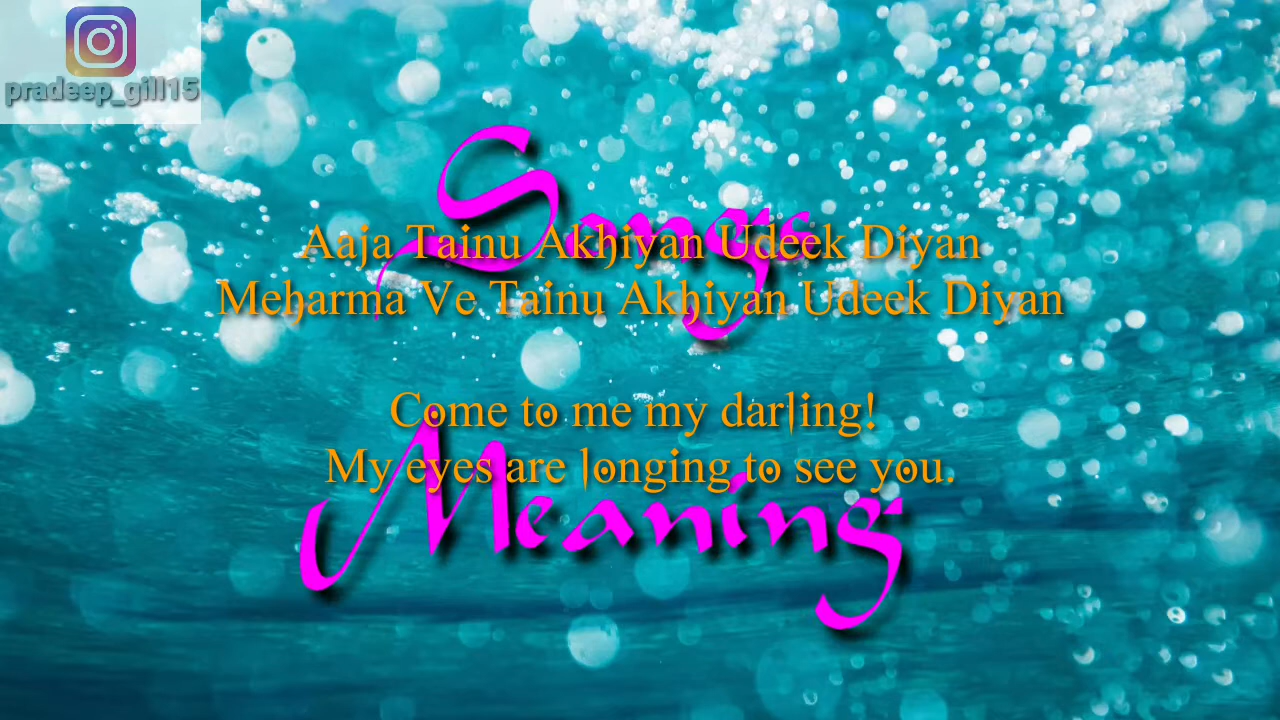 pradeep_gill15
Songs
Aaja Tainu Akhiyan Udeek Diyan
Meharma Ve Tainu Akhiyan Udeek Diyan
Come to me my darling!
My eyes are longing to see you.
Meaning